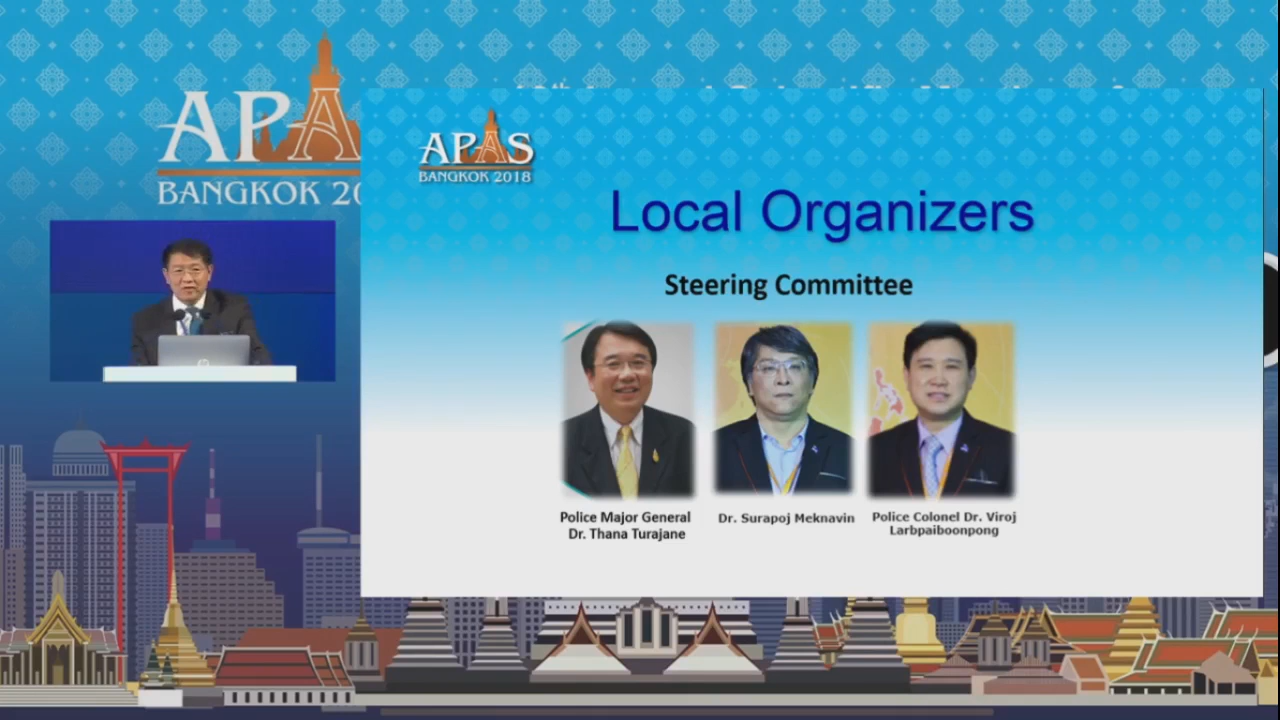 APA
BANGKOK 20
APAS
BANGKOK 2018
Local Organizers
Steering Committee
Police Major General
Dr. Thana Turajane
Dr. Surapoj Meknavin
Police Colonel Dr. Viroj
Larbpaiboonpong